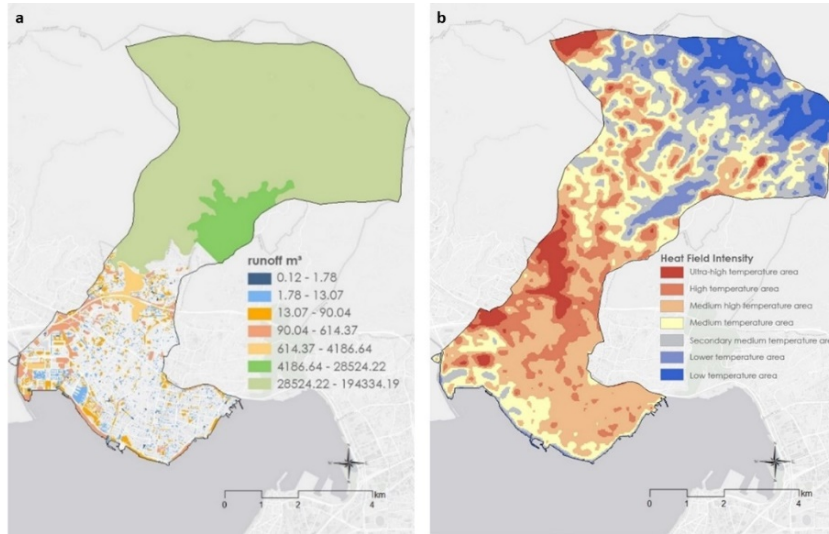 a
runoff m³
0.12 - 1.78
1.78 - 13.07
13.07 - 90.04
90.04 - 614.37
614.37 - 4186.64
4186.64 - 28524.22
28524.22 - 194334.19
0 1 2 4
km
b
Heat Field Intensity
Ultra-high temperature area
High temperature area
Medium high temperature area
Medium temperature area
Secondary medium temperature are
Lower temperature area
Low temperature area
0 1 2 4
km